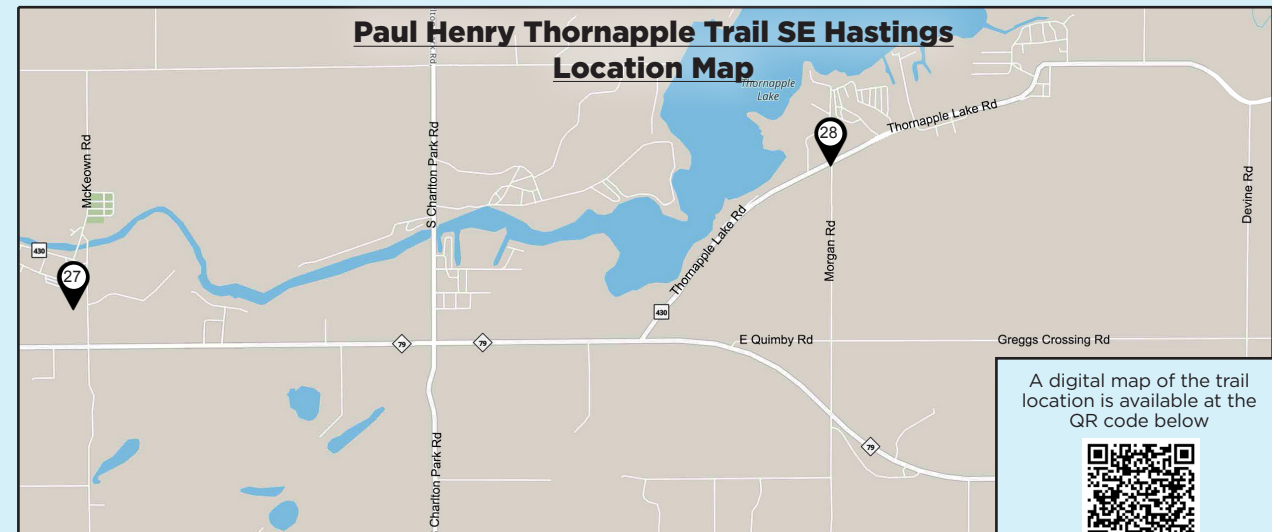 Paul Henry Thornapple Trail SE Hastings
Location Map
Thornapple
Lake
28
Thornapple Lake Rd
McKeown Rd
S Charlton Park Rd
Devine Rd
430
27
Thornapple Lake Rd
Morgan Rd
430
79
79
E Quimby Rd
Greggs Crossing Rd
A digital map of the trail
location is available at the
QR code below
79
Charlton Park Rd